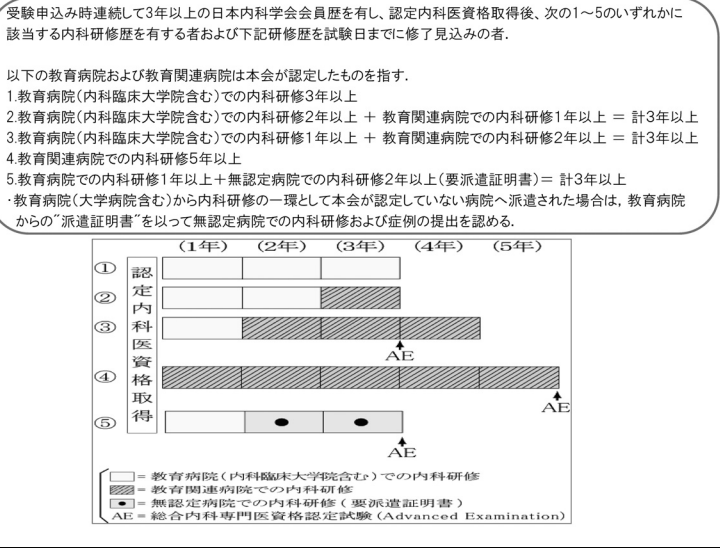 受験申込み時連続して3年以上の日本内科学会会員歴を有し、認定内科医資格取得後、次の1～5のいずれかに
該当する内科研修歴を有する者および下記研修歴を試験日までに修了見込みの者.
以下の教育病院および教育関連病院は本会が認定したものを指す.
1.教育病院（内科臨床大学院含む）での内科研修3年以上
2.教育病院（内科臨床大学院含む）での内科研修2年以上 ＋ 教育関連病院での内科研修1年以上 ＝ 計3年以上
3.教育病院（内科臨床大学院含む）での内科研修1年以上 ＋ 教育関連病院での内科研修2年以上 ＝ 計3年以上
4.教育関連病院での内科研修5年以上
5.教育病院での内科研修1年以上＋無認定病院での内科研修2年以上（要派遣証明書）＝ 計3年以上
・教育病院（大学病院含む）から内科研修の一環として本会が認定していない病院へ派遣された場合は, 教育病院
からの"派遣証明書"を以って無認定病院での内科研修および症例の提出を認める.
(1年) (2年) (3年) (4年) (5年)
認定内科医資格取得
①
②
③
AE
④
AE
⑤
AE
= 教育病院(内科臨床大学院含む)での内科研修
= 教育関連病院での内科研修
= 無認定病院での内科研修(要派遣証明書)
AE = 総合内科専門医資格認定試験(Advanced Examination)